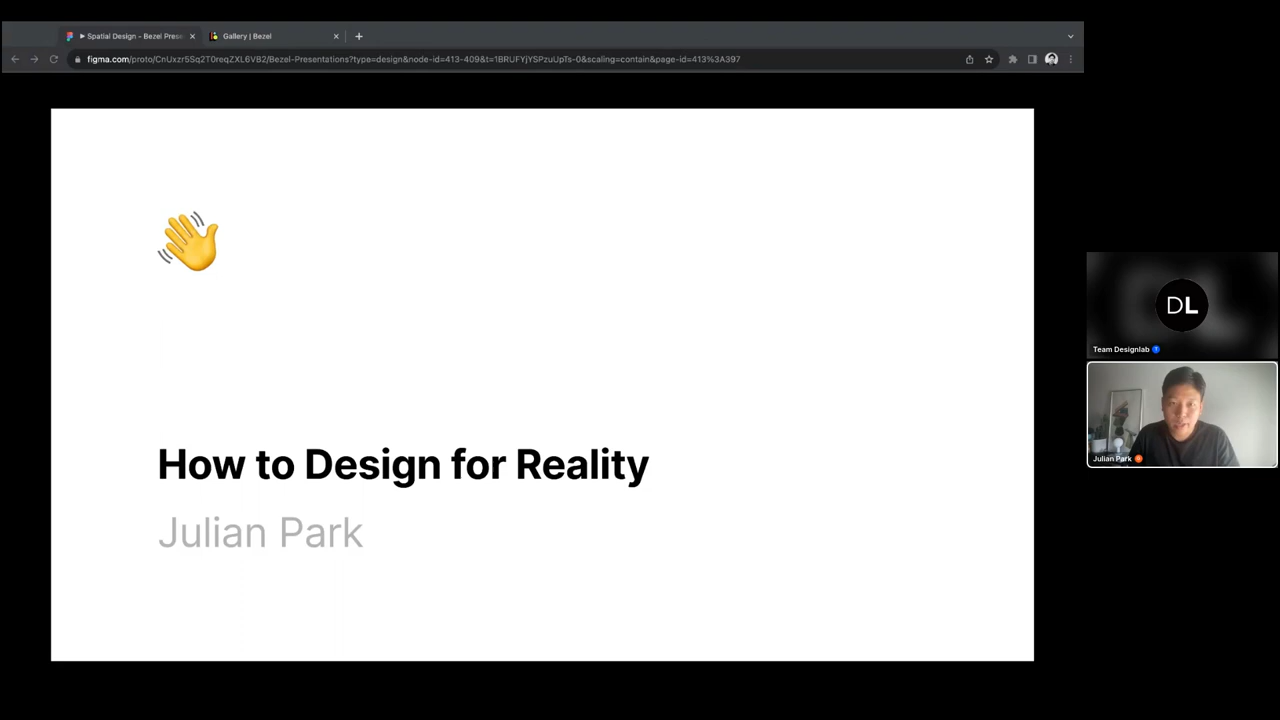 Spatial Design – Bezel Prese
Gallery | Bezel
figma.com/proto/CnUxzr5Sq2T0reqZXL6VB2/Bezel-Presentations?type=design&node-id=413-409&t=1BRUFYjYSPzuUpTs-0&scaling=contain&page-id=413%3A397
How to Design for Reality
Julian Park
DL
Team Designlab
Julian Park